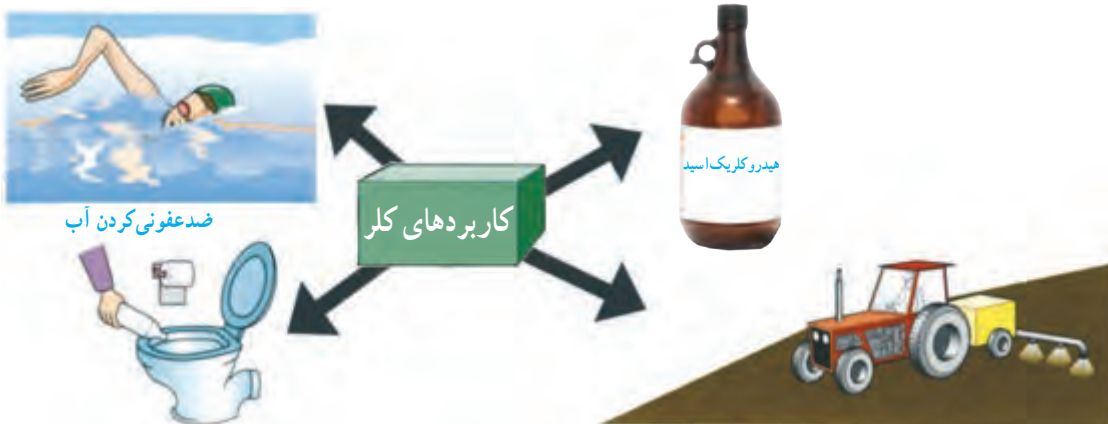 هیدروکلریک اسید
کاربردهای کلر
ضدعفونی کردن آب